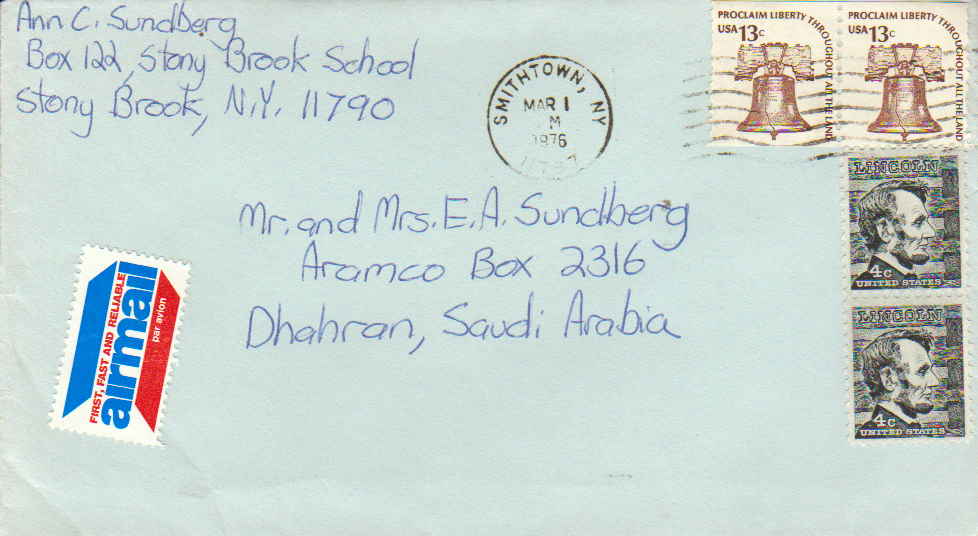 Ann C. Sundberg
Box 122, Stony Brook School
Stony Brook, N.Y. 11790
SMITHTOWN, NY
MAR 1
M
1976
PROCLAIM LIBERTY THROUGHOUT ALL THE LAND
USA 13c
PROCLAIM LIBERTY THROUGHOUT ALL THE LAND
USA 13c
LINCOLN
4c
UNITED STATES
LINCOLN
4c
UNITED STATES
Mr. and Mrs. E. A. Sundberg
Aramco Box 2316
Dhahran, Saudi Arabia
FIRST, FAST AND RELIABLE
airmail
par avion